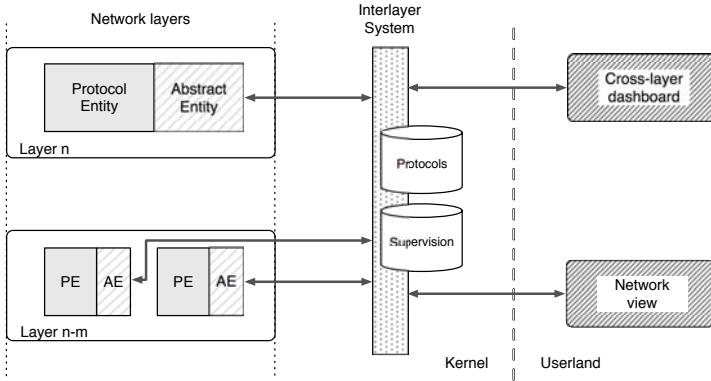 Network layers
Interlayer
System
Protocol
Entity
Abstract
Entity
Layer n
Cross-layer
dashboard
Protocols
Supervision
PE
AE
PE
AE
Layer n-m
Network
view
Kernel
Userland